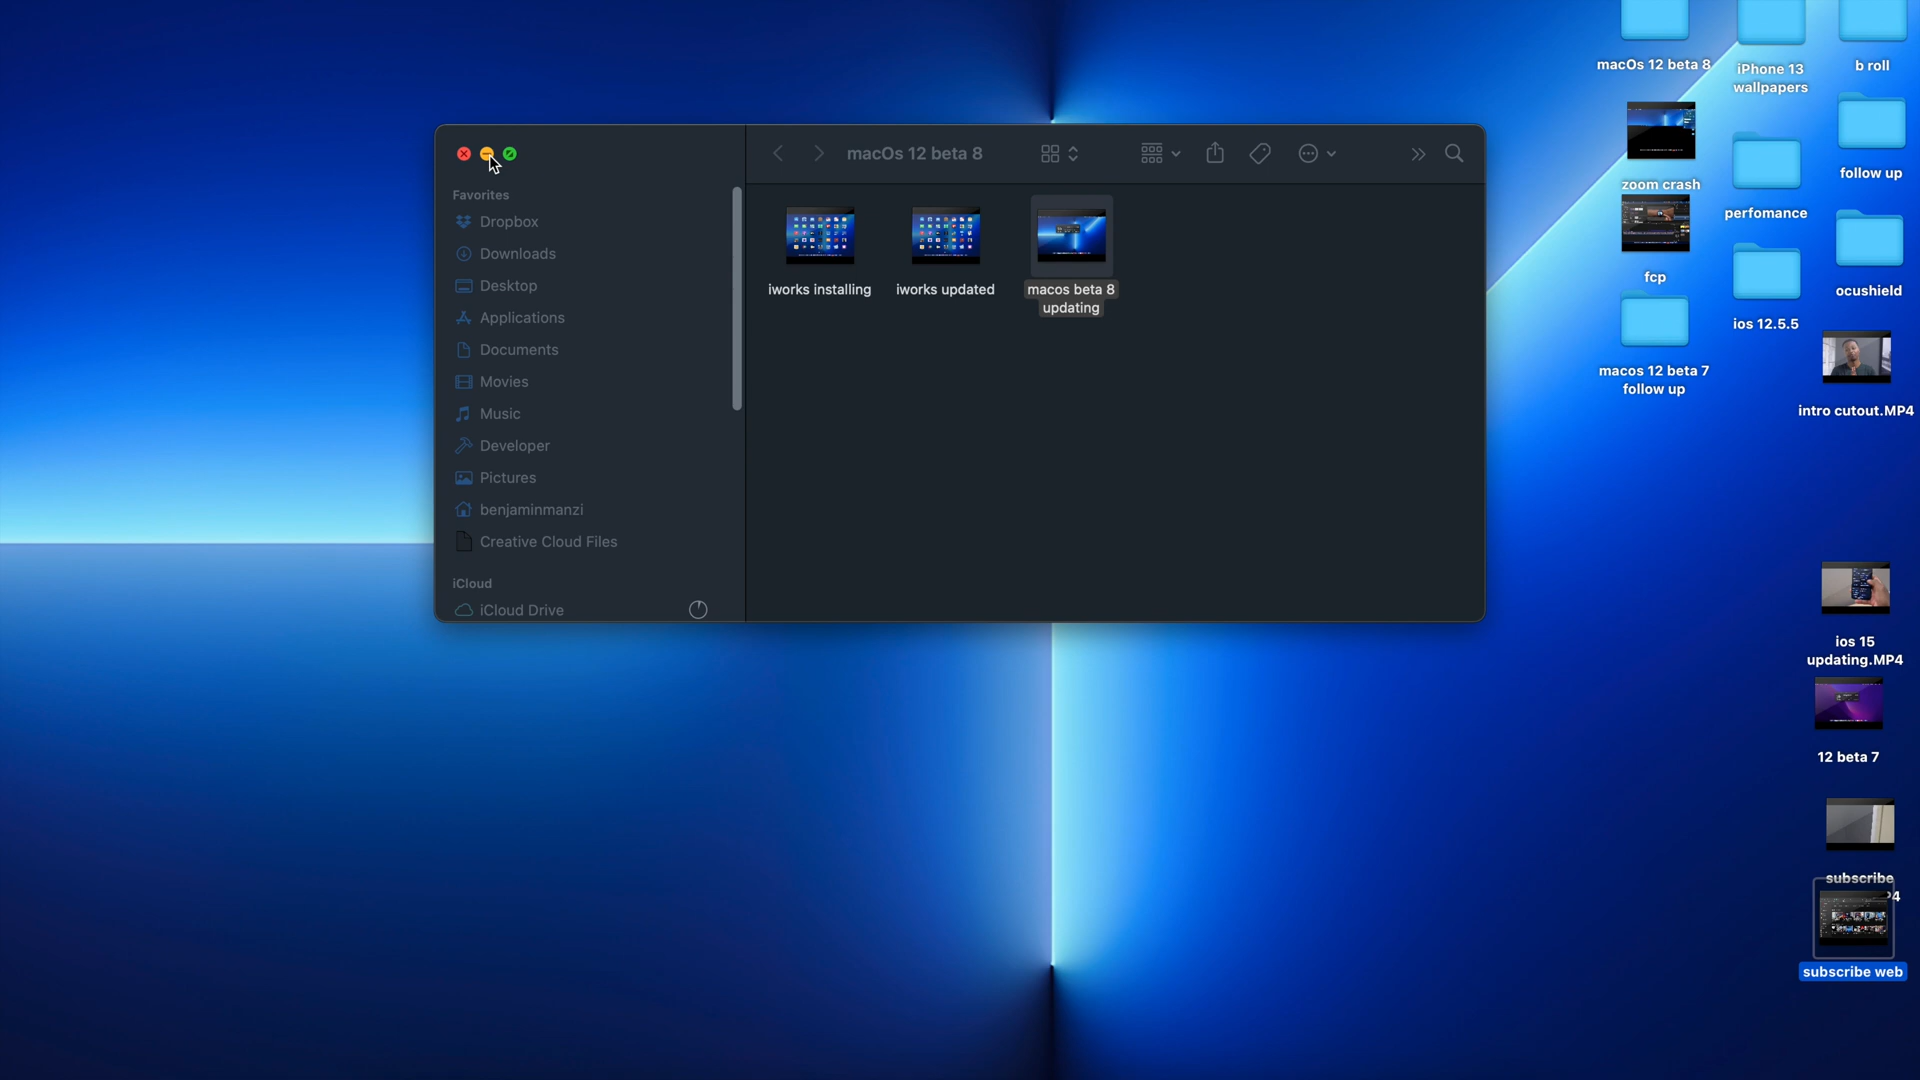 macOs 12 beta 8
Favorites
Dropbox
Downloads
Desktop
Applications
Documents
Movies
Music
Developer
Pictures
benjaminmanzi
Creative Cloud Files
iCloud
iCloud Drive
iworks installing
iworks updated
macos beta 8
updating
macOs 12 beta 8
iPhone 13
wallpapers
b roll
zoom crash
perfomance
follow up
fcp
ios 12.5.5
ocushield
macos 12 beta 7
follow up
intro cutout.MP4
ios 15
updating.MP4
12 beta 7
subscribe
P4
subscribe web